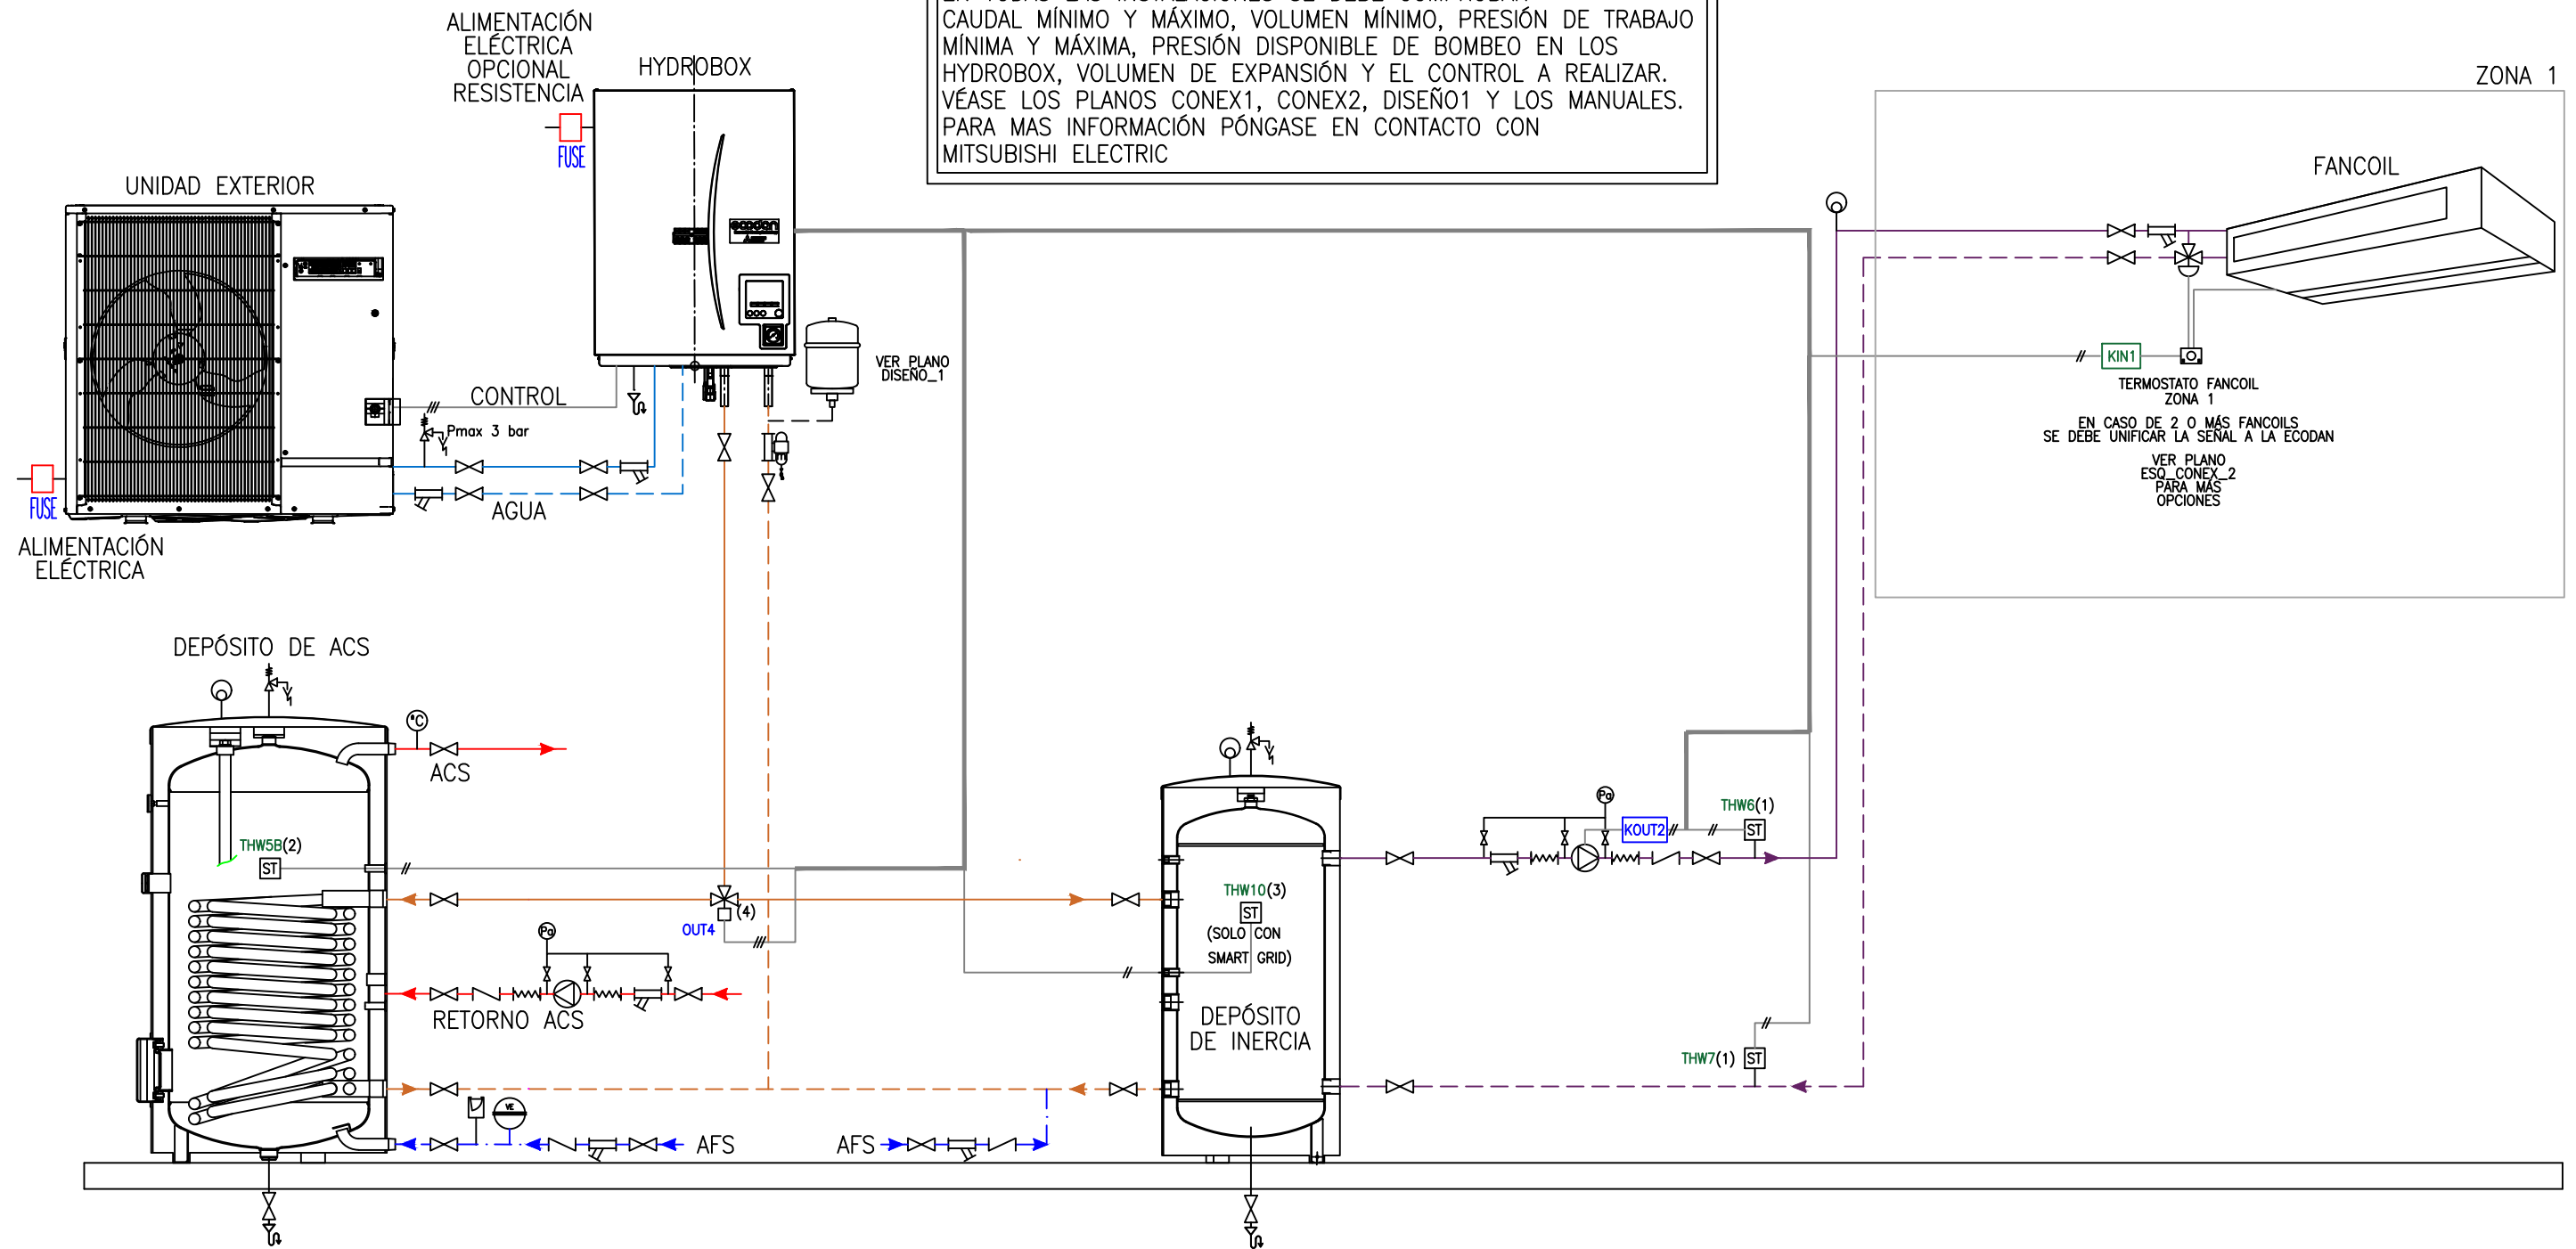 CAUDAL MÍNIMO Y MÁXIMO, VOLUMEN MÍNIMO, PRESIÓN DE TRABAJO
MÍNIMA Y MÁXIMA, PRESIÓN DISPONIBLE DE BOMBEO EN LOS
HYDROBOX, VOLUMEN DE EXPANSIÓN Y EL CONTROL A REALIZAR.
VÉASE LOS PLANOS CONEX1, CONEX2, DISEÑO1 Y LOS MANUALES.
PARA MAS INFORMACIÓN PÓNGASE EN CONTACTO CON
MITSUBISHI ELECTRIC
ALIMENTACIÓN
ELÉCTRICA
OPCIONAL
RESISTENCIA
HYDROBOX
FUSE
ZONA 1
FANCOIL
UNIDAD EXTERIOR
ecodan
VER PLANO
DISEÑO_1
CONTROL
Pmax 3 bar
AGUA
FUSE
ALIMENTACIÓN
ELÉCTRICA
KIN1
TERMOSTATO FANCOIL
ZONA 1
EN CASO DE 2 O MÁS FANCOILS
SE DEBE UNIFICAR LA SEÑAL A LA ECODAN
VER PLANO
ESQ_CONEX_2
PARA MÁS
OPCIONES
DEPÓSITO DE ACS
ºC
ACS
THW5B(2)
ST
(4)
OUT4
Pa
RETORNO ACS
VE
AFS
AFS
THW10(3)
ST
(SOLO CON
SMART GRID)
DEPÓSITO
DE INERCIA
Pa
KOUT2
THW6(1)
ST
THW7(1)
ST